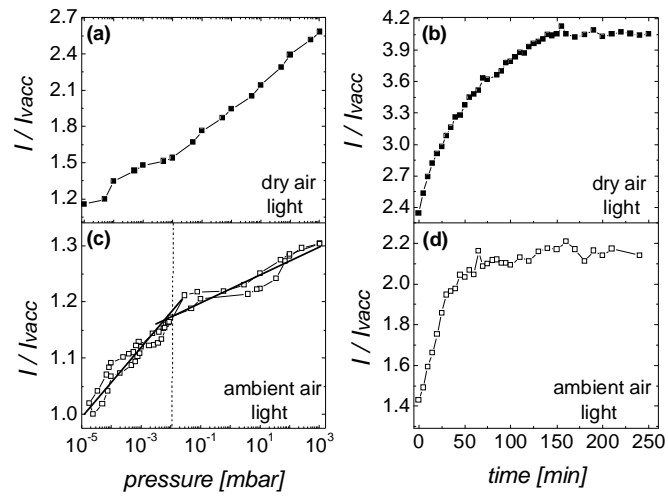 (a)
I / Ivacc
2.7
2.4
2.1
1.8
1.5
1.2
dry air
light
(b)
I / Ivacc
4.2
3.9
3.6
3.3
3.0
2.7
2.4
dry air
light
(c)
I / Ivacc
1.3
1.2
1.1
1.0
ambient air
light
10-5
10-3
10-1
101
103
pressure [mbar]
(d)
I / Ivacc
2.2
2.0
1.8
1.6
1.4
ambient air
light
0
50
100
150
200
250
time [min]